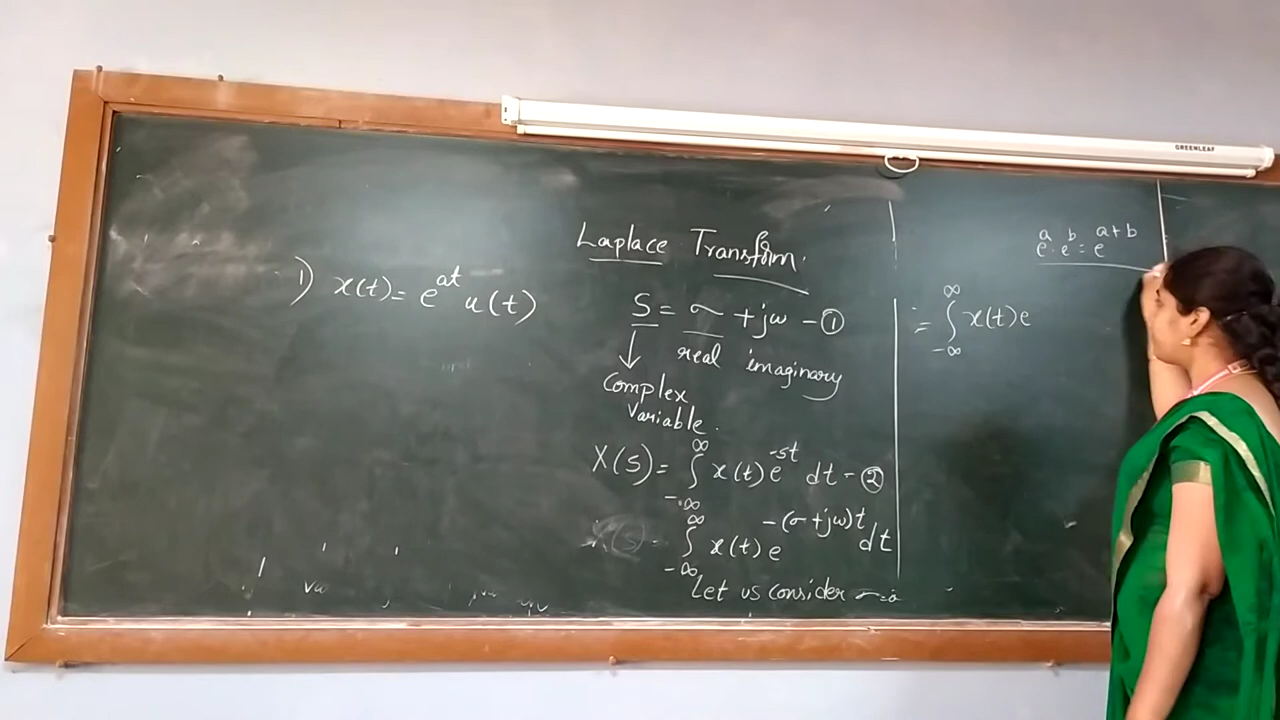 GREENLEAF
1) x(t) = e^{at} u(t)
Laplace Transform.
S = σ + jω - ①
real imaginary
Complex
Variable.
X(s) = ∫_{-∞}^{∞} x(t) e^{-st} dt - ②
X(s) = ∫_{-∞}^{∞} x(t) e^{-(σ+jω)t} dt
Let us consider σ=0
e^a · e^b = e^{a+b}
= ∫_{-∞}^{∞} x(t) e